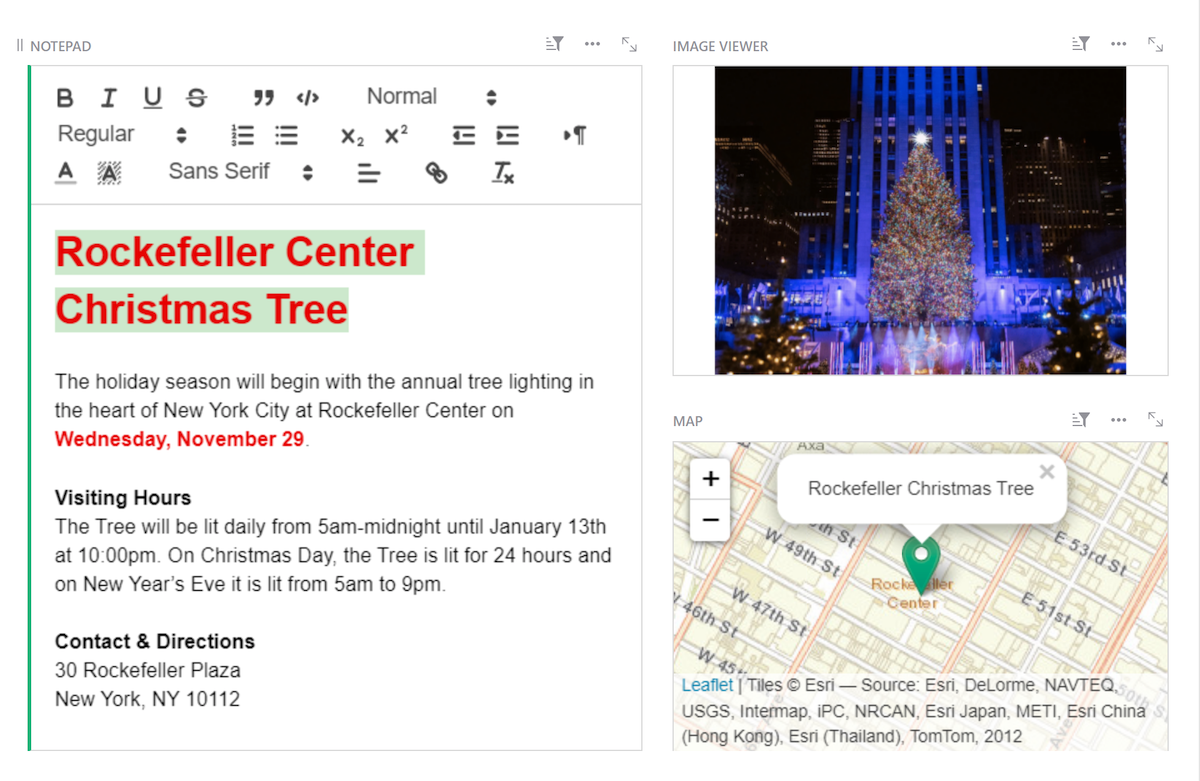 NOTEPAD
B I U S ❞ </> Normal
Regular X₂ X² ¶
A A Sans Serif Tx
Rockefeller Center
Christmas Tree
The holiday season will begin with the annual tree lighting in
the heart of New York City at Rockefeller Center on
Wednesday, November 29.
Visiting Hours
The Tree will be lit daily from 5am-midnight until January 13th
at 10:00pm. On Christmas Day, the Tree is lit for 24 hours and
on New Year’s Eve it is lit from 5am to 9pm.
Contact & Directions
30 Rockefeller Plaza
New York, NY 10112
IMAGE VIEWER
MAP
Axa
+
−
Rockefeller Christmas Tree ×
W 49th St
E 53rd St
Rockefeller
Center
W 47th St
E 51st St
46th St
Leaflet | Tiles © Esri — Source: Esri, DeLorme, NAVTEQ,
USGS, Intermap, iPC, NRCAN, Esri Japan, METI, Esri China
(Hong Kong), Esri (Thailand), TomTom, 2012